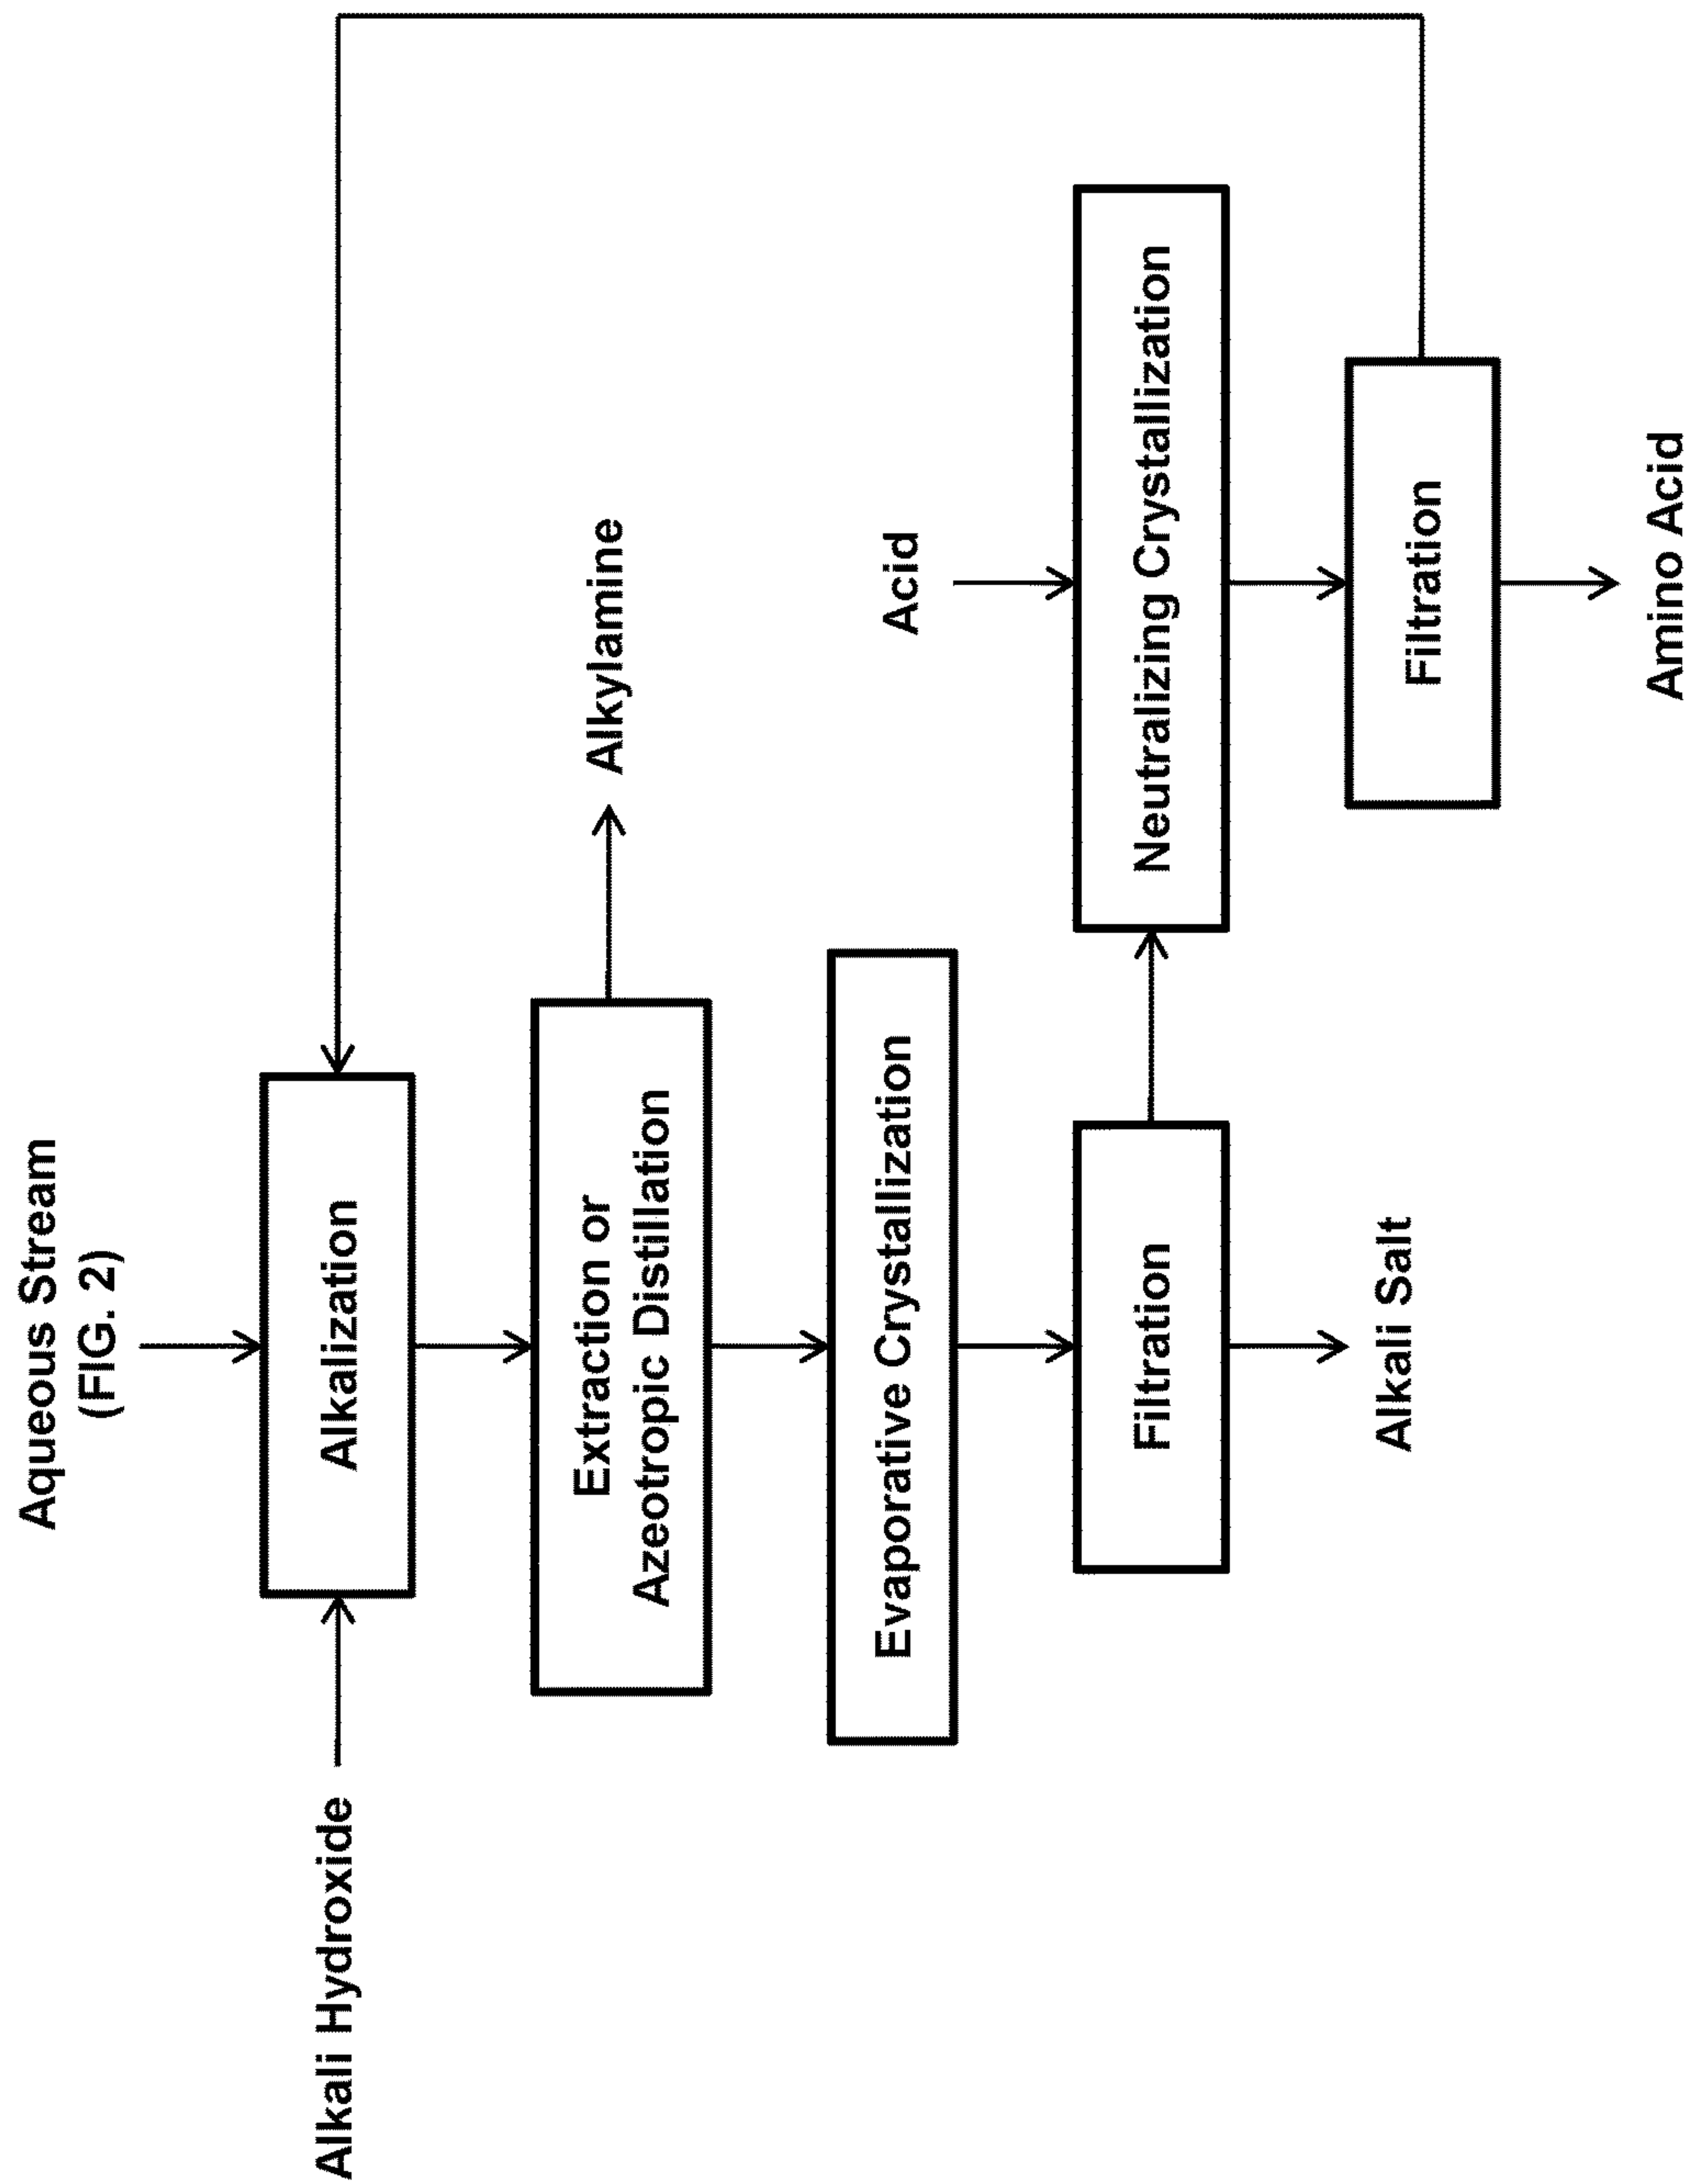 Aqueous Stream
(FIG. 2)
Alkali Hydroxide
Alkalization
Extraction or
Azeotropic Distillation
Alkylamine
Evaporative Crystallization
Acid
Filtration
Neutralizing Crystallization
Alkali Salt
Filtration
Amino Acid